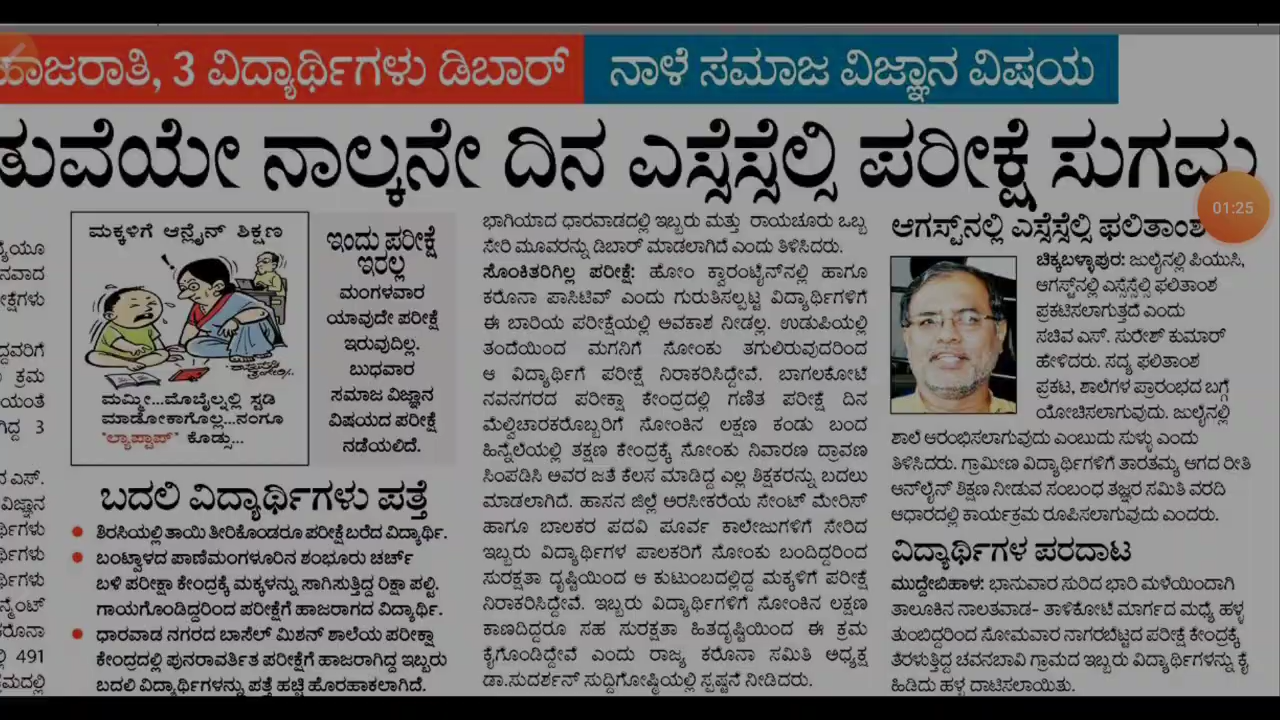 ಹಾಜರಾತಿ, 3 ವಿದ್ಯಾರ್ಥಿಗಳು ಡಿಬಾರ್
ನಾಳೆ ಸಮಾಜ ವಿಜ್ಞಾನ ವಿಷಯ
ಡುವೆಯೇ ನಾಲ್ಕನೇ ದಿನ ಎಸ್ಸೆಸ್ಸೆಲ್ಸಿ ಪರೀಕ್ಷೆ ಸುಗಮ
01:25
ದ್ದವರಿಗೆ
ಕ್ರಮ
ಯಂತೆ
ಗಿದ್ದ 3
ನ ಎಸ್.
ವಿಜ್ಞಾನ
491
ಮಕ್ಕಳಿಗೆ ಆನ್ಲೈನ್ ಶಿಕ್ಷಣ
ಮಮ್ಮೀ...ಮೊಬೈಲ್ನಲ್ಲಿ ಸ್ಟಡಿ
ಮಾಡೋಕಾಗೊಲ್ಲ...ನಂಗೂ
"ಲ್ಯಾಪ್ಟಾಪ್" ಕೊಡ್ಸು...
ಇಂದು ಪರೀಕ್ಷೆ
ಇರಲ್ಲ
ಮಂಗಳವಾರ
ಯಾವುದೇ ಪರೀಕ್ಷೆ
ಇರುವುದಿಲ್ಲ.
ಬುಧವಾರ
ಸಮಾಜ ವಿಜ್ಞಾನ
ವಿಷಯದ ಪರೀಕ್ಷೆ
ನಡೆಯಲಿದೆ.
ಬದಲಿ ವಿದ್ಯಾರ್ಥಿಗಳು ಪತ್ತೆ
● ಶಿರಸಿಯಲ್ಲಿ ತಾಯಿ ತೀರಿಕೊಂಡರೂ ಪರೀಕ್ಷೆ ಬರೆದ ವಿದ್ಯಾರ್ಥಿ.
● ಬಂಟ್ವಾಳದ ಪಾಣೆಮಂಗಳೂರಿನ ಶಂಭೂರು ಚರ್ಚ್
ಬಳಿ ಪರೀಕ್ಷಾ ಕೇಂದ್ರಕ್ಕೆ ಮಕ್ಕಳನ್ನು ಸಾಗಿಸುತ್ತಿದ್ದ ರಿಕ್ಷಾ ಪಲ್ಟಿ.
ಗಾಯಗೊಂಡಿದ್ದರಿಂದ ಪರೀಕ್ಷೆಗೆ ಹಾಜರಾಗದ ವಿದ್ಯಾರ್ಥಿ.
● ಧಾರವಾಡ ನಗರದ ಬಾಸೆಲ್ ಮಿಶನ್ ಶಾಲೆಯ ಪರೀಕ್ಷಾ
ಕೇಂದ್ರದಲ್ಲಿ ಪುನರಾವರ್ತಿತ ಪರೀಕ್ಷೆಗೆ ಹಾಜರಾಗಿದ್ದ ಇಬ್ಬರು
ಬದಲಿ ವಿದ್ಯಾರ್ಥಿಗಳನ್ನು ಪತ್ತೆ ಹಚ್ಚಿ ಹೊರಹಾಕಲಾಗಿದೆ.
ಭಾಗಿಯಾದ ಧಾರವಾಡದಲ್ಲಿ ಇಬ್ಬರು ಮತ್ತು ರಾಯಚೂರು ಒಬ್ಬ
ಸೇರಿ ಮೂವರನ್ನು ಡಿಬಾರ್ ಮಾಡಲಾಗಿದೆ ಎಂದು ತಿಳಿಸಿದರು.
ಸೊಂಕಿತರಿಗಿಲ್ಲ ಪರೀಕ್ಷೆ: ಹೋಂ ಕ್ವಾರಂಟೈನ್‌ನಲ್ಲಿ ಹಾಗೂ
ಕರೊನಾ ಪಾಸಿಟಿವ್ ಎಂದು ಗುರುತಿಸಲ್ಪಟ್ಟ ವಿದ್ಯಾರ್ಥಿಗಳಿಗೆ
ಈ ಬಾರಿಯ ಪರೀಕ್ಷೆಯಲ್ಲಿ ಅವಕಾಶ ನೀಡಲ್ಲ. ಉಡುಪಿಯಲ್ಲಿ
ತಂದೆಯಿಂದ ಮಗನಿಗೆ ಸೋಂಕು ತಗುಲಿರುವುದರಿಂದ
ಆ ವಿದ್ಯಾರ್ಥಿಗೆ ಪರೀಕ್ಷೆ ನಿರಾಕರಿಸಿದ್ದೇವೆ. ಬಾಗಲಕೋಟೆ
ನವನಗರದ ಪರೀಕ್ಷಾ ಕೇಂದ್ರದಲ್ಲಿ ಗಣಿತ ಪರೀಕ್ಷೆ ದಿನ
ಮೆಲ್ವಿಚಾರಕರೊಬ್ಬರಿಗೆ ಸೋಂಕಿನ ಲಕ್ಷಣ ಕಂಡು ಬಂದ
ಹಿನ್ನೆಲೆಯಲ್ಲಿ ತಕ್ಷಣ ಕೇಂದ್ರಕ್ಕೆ ಸೋಂಕು ನಿವಾರಣ ದ್ರಾವಣ
ಸಿಂಪಡಿಸಿ ಅವರ ಜತೆ ಕೆಲಸ ಮಾಡಿದ್ದ ಎಲ್ಲ ಶಿಕ್ಷಕರನ್ನು ಬದಲು
ಮಾಡಲಾಗಿದೆ. ಹಾಸನ ಜಿಲ್ಲೆ ಅರಸೀಕೆರೆಯ ಸೇಂಟ್ ಮೇರಿಸ್
ಹಾಗೂ ಬಾಲಕರ ಪದವಿ ಪೂರ್ವ ಕಾಲೇಜುಗಳಿಗೆ ಸೇರಿದ
ಇಬ್ಬರು ವಿದ್ಯಾರ್ಥಿಗಳ ಪಾಲಕರಿಗೆ ಸೋಂಕು ಬಂದಿದ್ದರಿಂದ
ಸುರಕ್ಷತಾ ದೃಷ್ಟಿಯಿಂದ ಆ ಕುಟುಂಬದಲ್ಲಿದ್ದ ಮಕ್ಕಳಿಗೆ ಪರೀಕ್ಷೆ
ನಿರಾಕರಿಸಿದ್ದೇವೆ. ಇಬ್ಬರು ವಿದ್ಯಾರ್ಥಿಗಳಿಗೆ ಸೋಂಕಿನ ಲಕ್ಷಣ
ಕಾಣದಿದ್ದರೂ ಸಹ ಸುರಕ್ಷತಾ ಹಿತದೃಷ್ಟಿಯಿಂದ ಈ ಕ್ರಮ
ಕೈಗೊಂಡಿದ್ದೇವೆ ಎಂದು ರಾಜ್ಯ ಕರೊನಾ ಸಮಿತಿ ಅಧ್ಯಕ್ಷ
ಡಾ.ಸುದರ್ಶನ್ ಸುದ್ದಿಗೋಷ್ಠಿಯಲ್ಲಿ ಸ್ಪಷ್ಟನೆ ನೀಡಿದರು.
ಆಗಸ್ಟ್‌ನಲ್ಲಿ ಎಸ್ಸೆಸ್ಸೆಲ್ಸಿ ಫಲಿತಾಂಶ
ಚಿಕ್ಕಬಳ್ಳಾಪುರ: ಜುಲೈನಲ್ಲಿ ಪಿಯುಸಿ,
ಆಗಸ್ಟ್‌ನಲ್ಲಿ ಎಸ್ಸೆಸ್ಸೆಲ್ಸಿ ಫಲಿತಾಂಶ
ಪ್ರಕಟಿಸಲಾಗುತ್ತದೆ ಎಂದು
ಸಚಿವ ಎಸ್. ಸುರೇಶ್ ಕುಮಾರ್
ಹೇಳಿದರು. ಸದ್ಯ ಫಲಿತಾಂಶ
ಪ್ರಕಟ, ಶಾಲೆಗಳ ಪ್ರಾರಂಭದ ಬಗ್ಗೆ
ಯೋಚಿಸಲಾಗುವುದು. ಜುಲೈನಲ್ಲಿ
ಶಾಲೆ ಆರಂಭಿಸಲಾಗುವುದು ಎಂಬುದು ಸುಳ್ಳು ಎಂದು
ತಿಳಿಸಿದರು. ಗ್ರಾಮೀಣ ವಿದ್ಯಾರ್ಥಿಗಳಿಗೆ ತಾರತಮ್ಯ ಆಗದ ರೀತಿ
ಆನ್‌ಲೈನ್ ಶಿಕ್ಷಣ ನೀಡುವ ಸಂಬಂಧ ತಜ್ಞರ ಸಮಿತಿ ವರದಿ
ಆಧಾರದಲ್ಲಿ ಕಾರ್ಯಕ್ರಮ ರೂಪಿಸಲಾಗುವುದು ಎಂದರು.
ವಿದ್ಯಾರ್ಥಿಗಳ ಪರದಾಟ
ಮುದ್ದೇಬಿಹಾಳ: ಭಾನುವಾರ ಸುರಿದ ಭಾರಿ ಮಳೆಯಿಂದಾಗಿ
ತಾಲೂಕಿನ ನಾಲತವಾಡ- ತಾಳಿಕೋಟೆ ಮಾರ್ಗದ ಮಧ್ಯೆ ಹಳ್ಳ
ತುಂಬಿದ್ದರಿಂದ ಸೋಮವಾರ ನಾಗರಬೆಟ್ಟದ ಪರೀಕ್ಷೆ ಕೇಂದ್ರಕ್ಕೆ
ತೆರಳುತ್ತಿದ್ದ ಚವನಬಾವಿ ಗ್ರಾಮದ ಇಬ್ಬರು ವಿದ್ಯಾರ್ಥಿಗಳನ್ನು ಕೈ
ಹಿಡಿದು ಹಳ್ಳ ದಾಟಿಸಲಾಯಿತು.